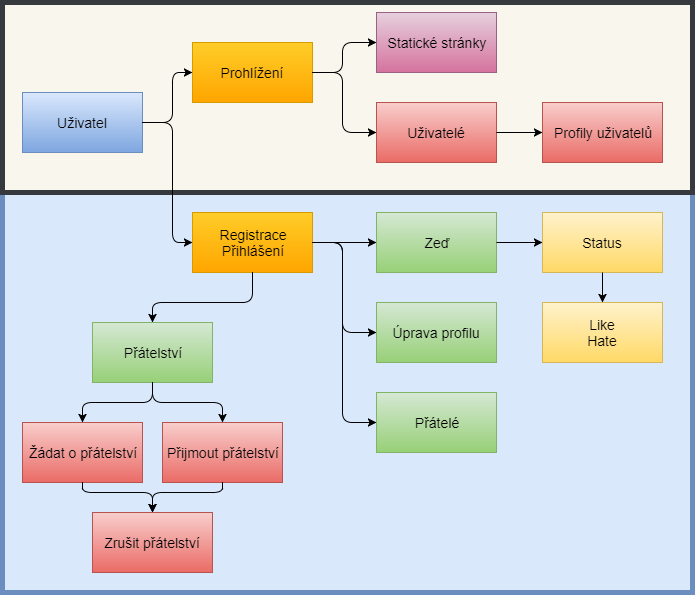 Statické stránky
Prohlížení
Uživatel
Uživatelé
Profily uživatelů
Registrace
Přihlášení
Zeď
Status
Úprava profilu
Like
Hate
Přátelství
Přátelé
Žádat o přátelství
Přijmout přátelství
Zrušit přátelství